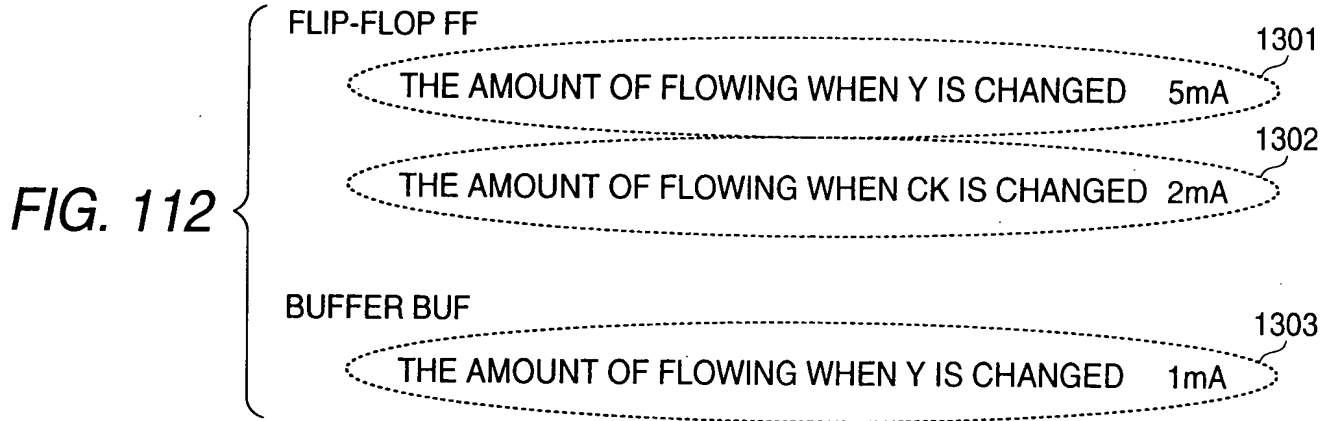 FLIP-FLOP FF
1301
THE AMOUNT OF FLOWING WHEN Y IS CHANGED 5mA
1302
THE AMOUNT OF FLOWING WHEN CK IS CHANGED 2mA
FIG. 112
BUFFER BUF
1303
THE AMOUNT OF FLOWING WHEN Y IS CHANGED 1mA